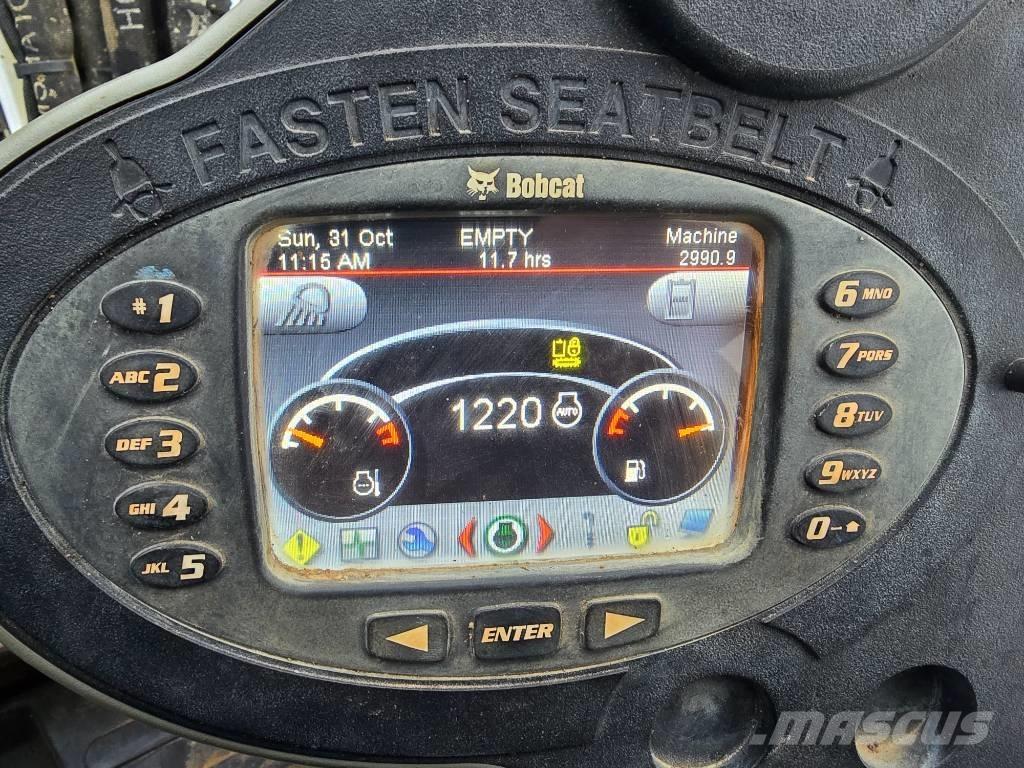 FASTEN SEATBELT
Bobcat
Sun, 31 Oct EMPTY Machine
11:15 AM 11.7 hrs 2990.9
1220 AUTO
# 1
ABC 2
DEF 3
GHI 4
JKL 5
6 MNO
7 PQRS
8 TUV
9 WXYZ
0
ENTER
MASCUS